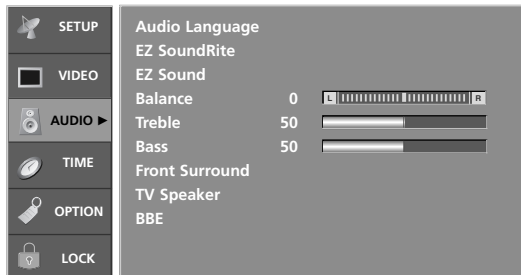 SETUP
VIDEO
AUDIO ►
TIME
OPTION
LOCK
Audio Language
EZ SoundRite
EZ Sound
Balance 0 L R
Treble 50
Bass 50
Front Surround
TV Speaker
BBE